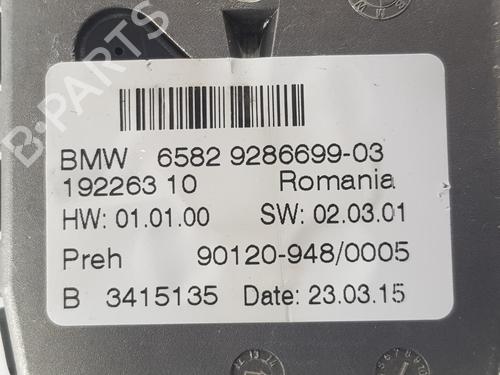 BMW 6582 9286699-03
192263 10 Romania
HW: 01.01.00 SW: 02.03.01
Preh 90120-948/0005
B 3415135 Date: 23.03.15
B-PARTS